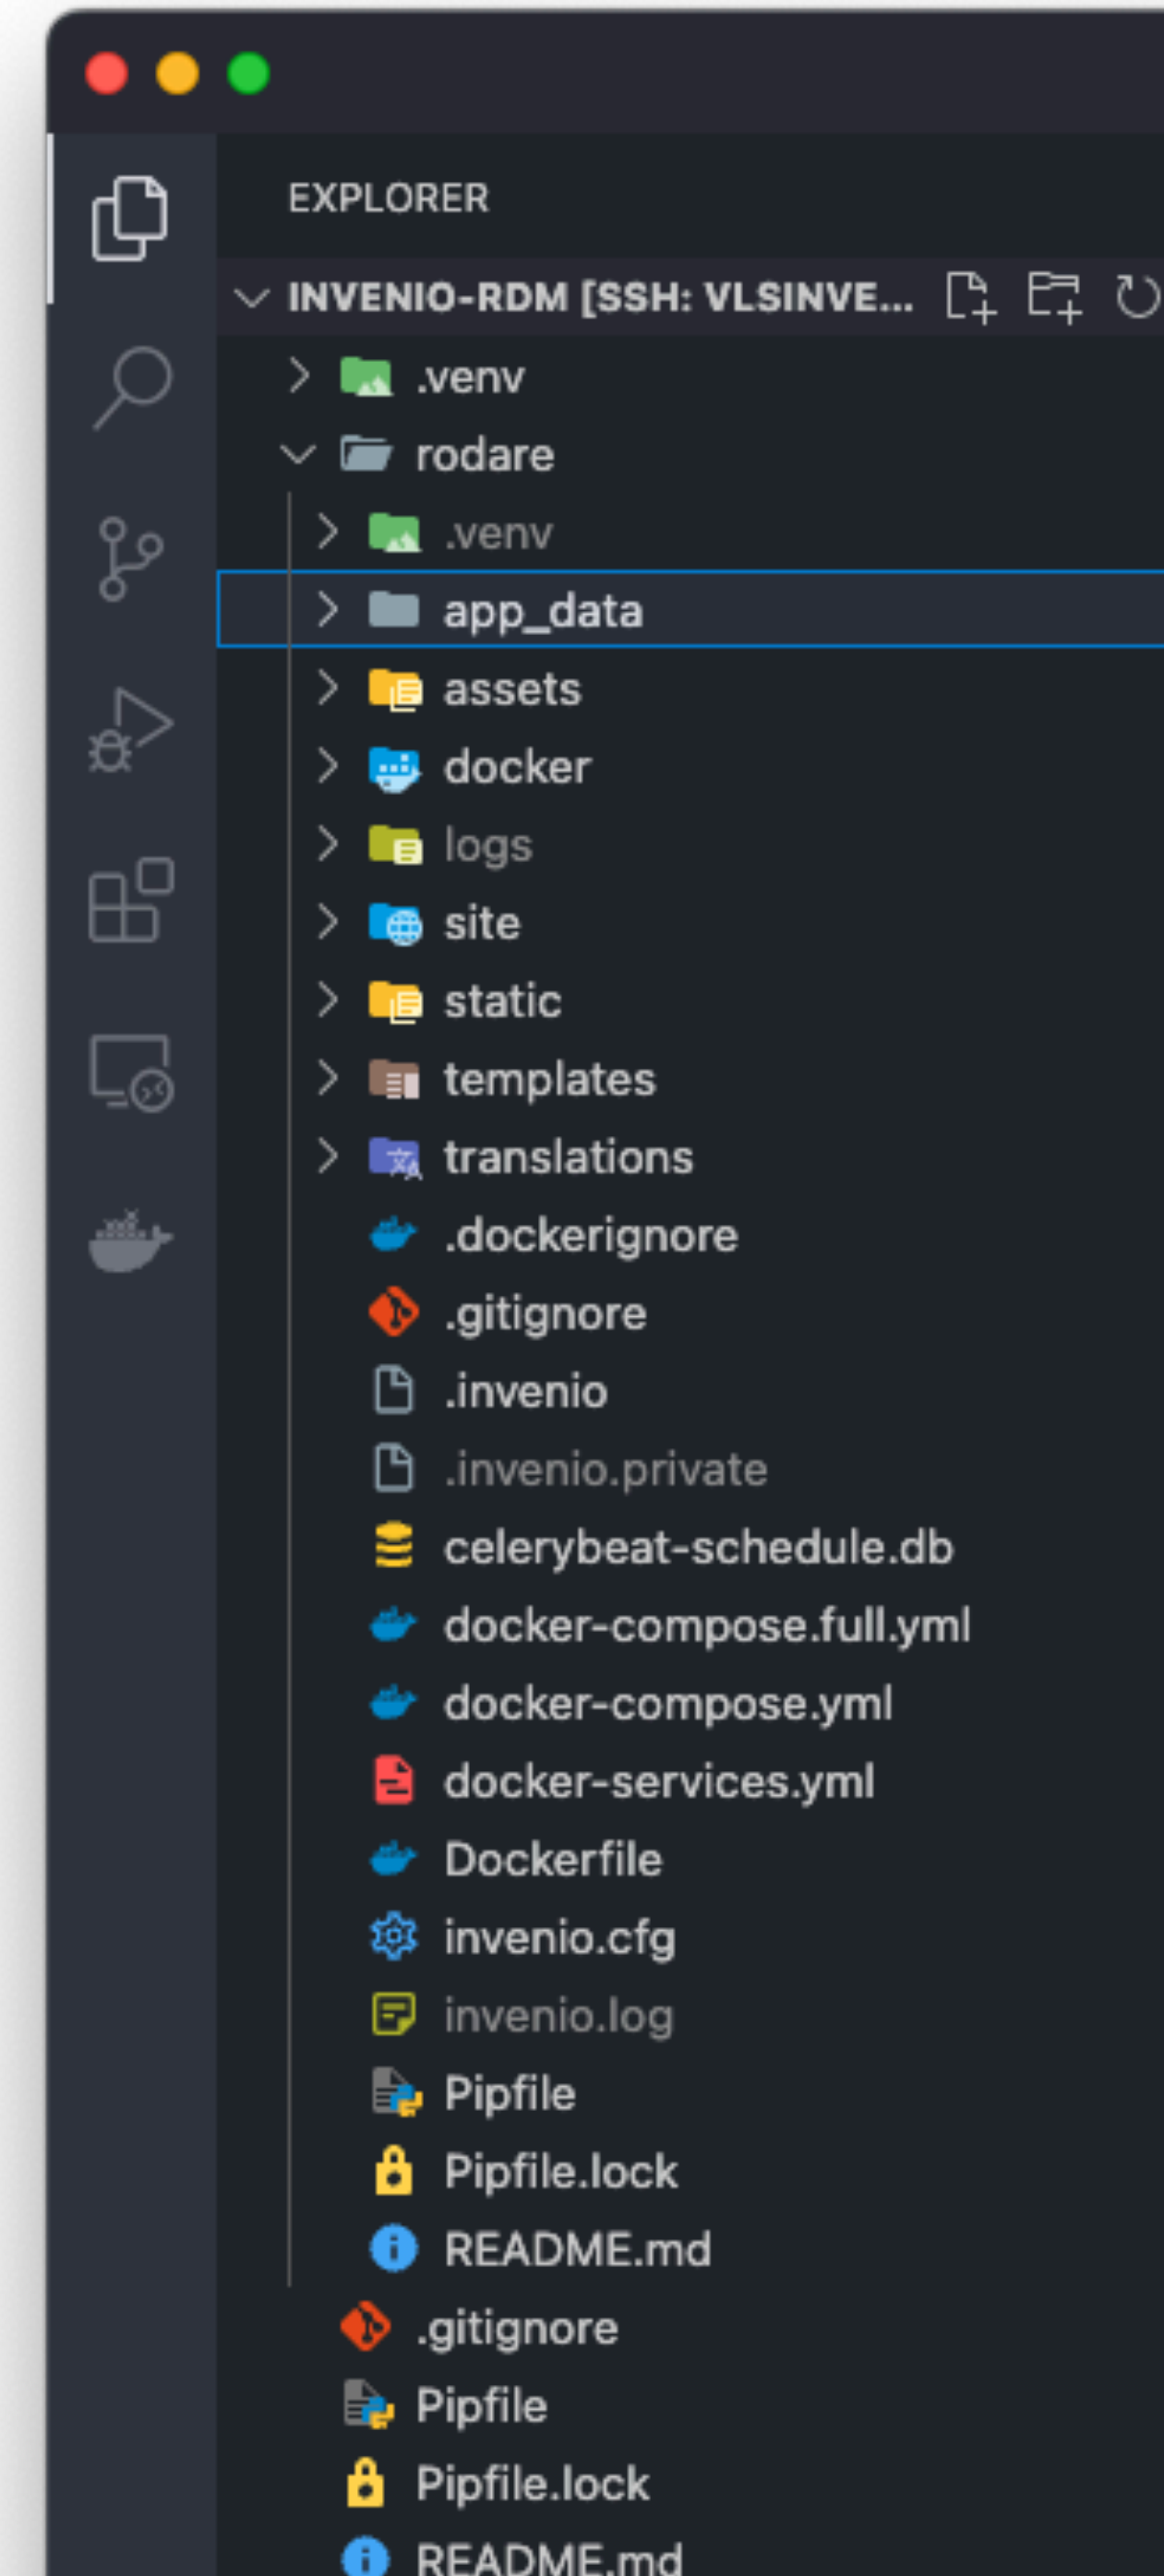 EXPLORER
INVENIO-RDM [SSH: VLSINVE...
.venv
rodare
.venv
app_data
assets
docker
logs
site
static
templates
translations
.dockerignore
.gitignore
.invenio
.invenio.private
celerybeat-schedule.db
docker-compose.full.yml
docker-compose.yml
docker-services.yml
Dockerfile
invenio.cfg
invenio.log
Pipfile
Pipfile.lock
README.md
.gitignore
Pipfile
Pipfile.lock
README.md